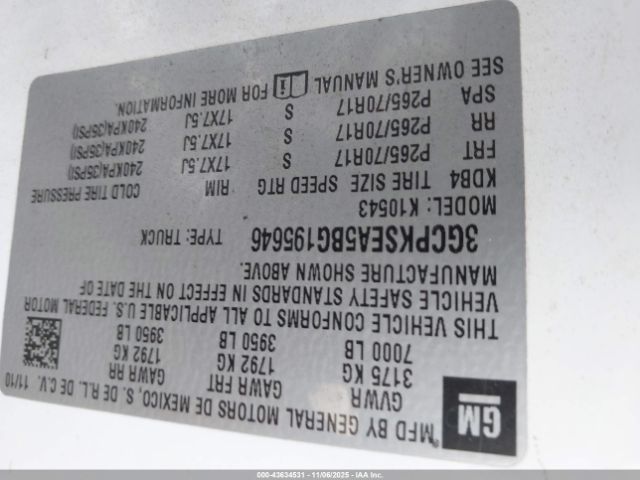 GM
*MFD BY GENERAL MOTORS DE MEXICO, S. DE R.L. DE C.V. 11/10
GVWR GAWR FRT GAWR RR
3175 KG 1792 KG 1792 KG
7000 LB 3950 LB 3950 LB
THIS VEHICLE CONFORMS TO ALL APPLICABLE U.S. FEDERAL MOTOR
VEHICLE SAFETY STANDARDS IN EFFECT ON THE DATE OF
MANUFACTURE SHOWN ABOVE.
3GCPKSEA5BG195646 TYPE: TRUCK
MODEL: K10543
KDB4 TIRE SIZE SPEED RTG RIM COLD TIRE PRESSURE
FRT P265/70R17 S 17X7.5J 240KPA(35PSI)
RR P265/70R17 S 17X7.5J 240KPA(35PSI)
SPA P265/70R17 S 17X7.5J 240KPA(35PSI)
SEE OWNER'S MANUAL FOR MORE INFORMATION.
000-43634531 - 11/06/2025 - IAA Inc.